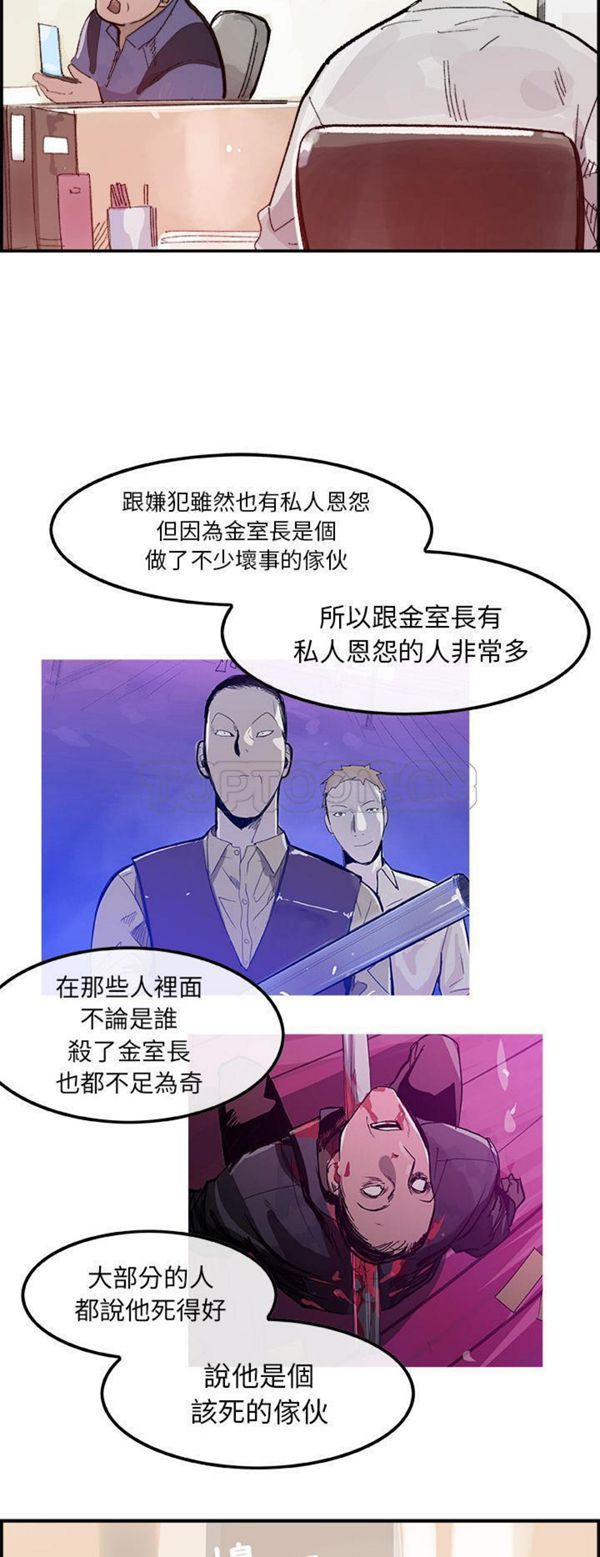 跟嫌犯雖然也有私人恩怨
但因為金室長是個
做了不少壞事的傢伙
所以跟金室長有
私人恩怨的人非常多
TOPTOON.CO
在那些人裡面
不論是誰
殺了金室長
也都不足為奇
大部分的人
都說他死得好
說他是個
該死的傢伙